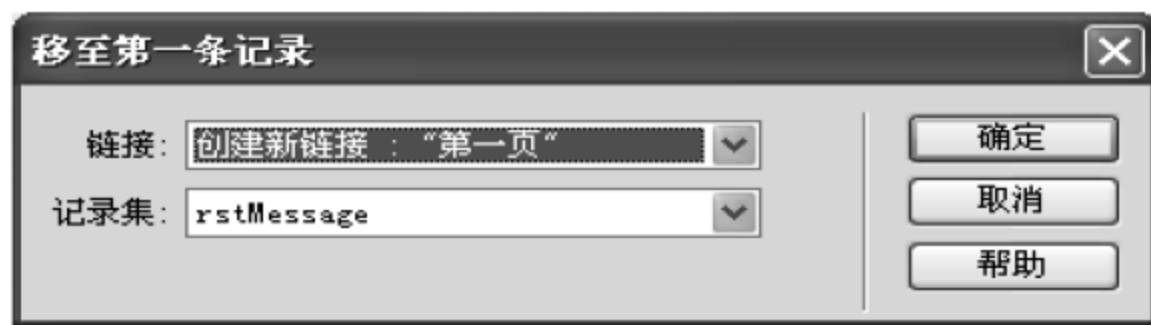 移至第一条记录
链接: 创建新链接 : “第一页” 确定
记录集: rstMessage 取消
帮助